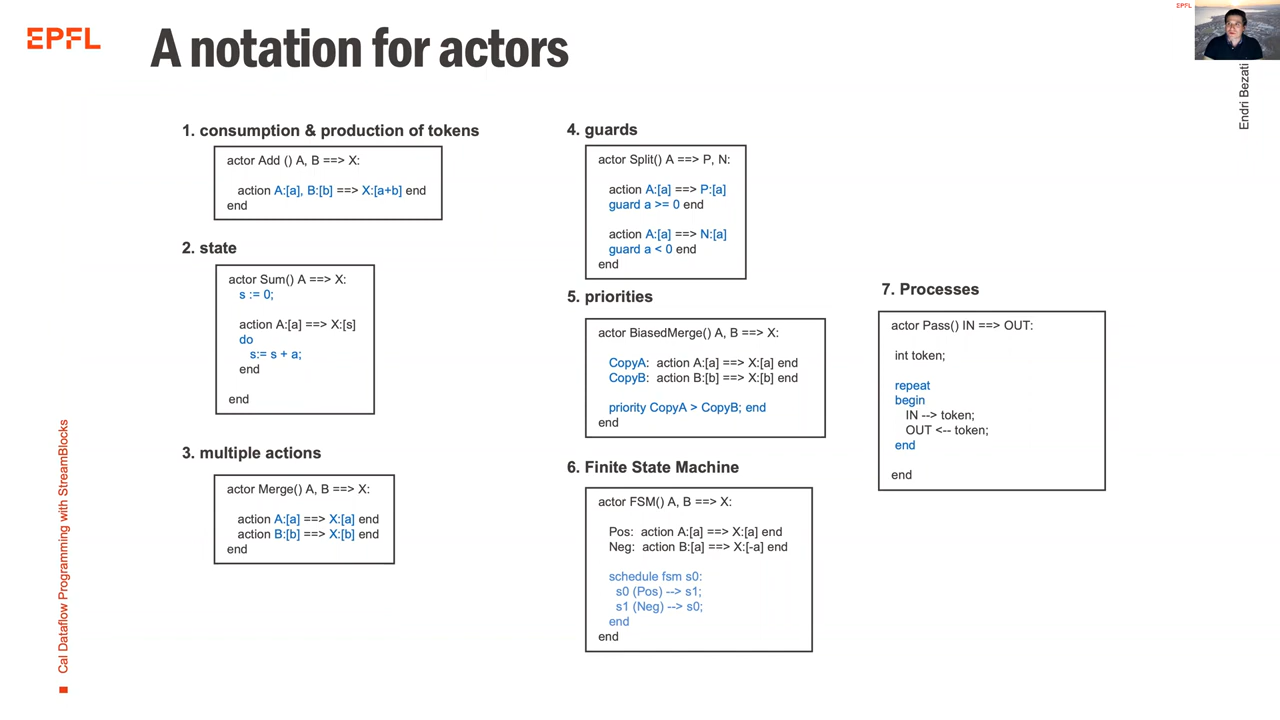 EPFL
A notation for actors
EPFL
Endri Bezati
Cal Dataflow Programming with StreamBlocks
1. consumption & production of tokens
actor Add () A, B ==> X:
action A:[a], B:[b] ==> X:[a+b] end
end
2. state
actor Sum() A ==> X:
s := 0;
action A:[a] ==> X:[s]
do
s:= s + a;
end
end
3. multiple actions
actor Merge() A, B ==> X:
action A:[a] ==> X:[a] end
action B:[b] ==> X:[b] end
end
4. guards
actor Split() A ==> P, N:
action A:[a] ==> P:[a]
guard a >= 0 end
action A:[a] ==> N:[a]
guard a < 0 end
end
5. priorities
actor BiasedMerge() A, B ==> X:
CopyA: action A:[a] ==> X:[a] end
CopyB: action B:[b] ==> X:[b] end
priority CopyA > CopyB; end
end
6. Finite State Machine
actor FSM() A, B ==> X:
Pos: action A:[a] ==> X:[a] end
Neg: action B:[a] ==> X:[-a] end
schedule fsm s0:
s0 (Pos) --> s1;
s1 (Neg) --> s0;
end
end
7. Processes
actor Pass() IN ==> OUT:
int token;
repeat
begin
IN --> token;
OUT <-- token;
end
end